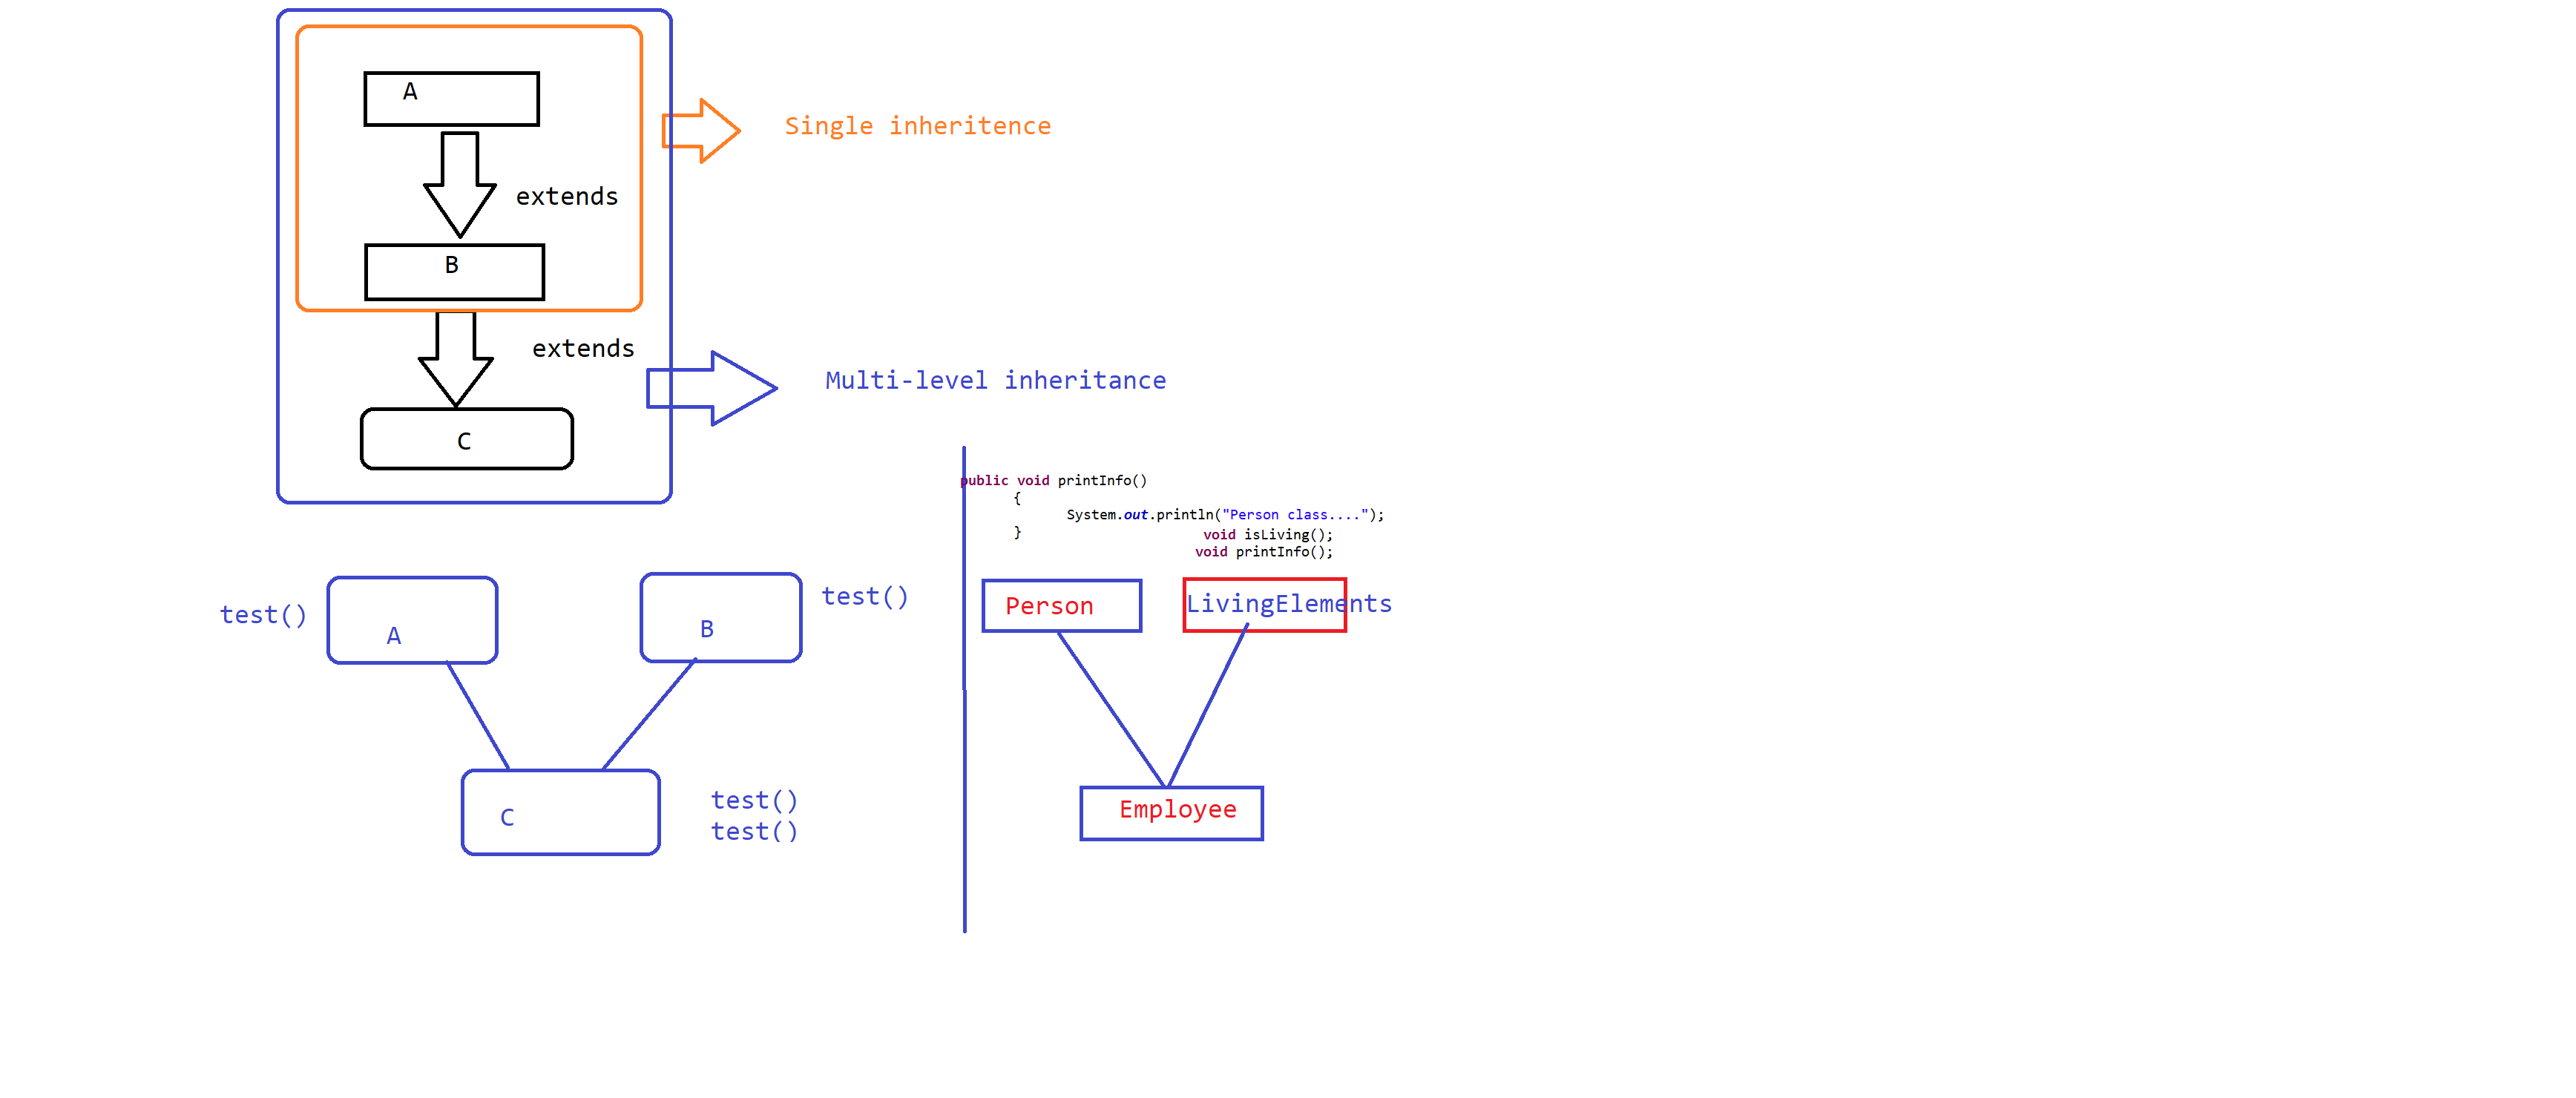 A
Single inheritence
extends
B
extends
Multi-level inheritance
C
public void printInfo()
{
System.out.println("Person class....");
}
void isLiving();
void printInfo();
test()
A
B
test()
Person
LivingElements
C
test()
test()
Employee